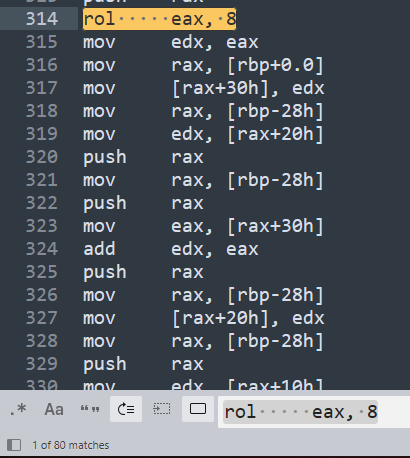 push rax
314 rol eax, 8
315 mov edx, eax
316 mov rax, [rbp+0.0]
317 mov [rax+30h], edx
318 mov rax, [rbp-28h]
319 mov edx, [rax+20h]
320 push rax
321 mov rax, [rbp-28h]
322 push rax
323 mov eax, [rax+30h]
324 add edx, eax
325 push rax
326 mov rax, [rbp-28h]
327 mov [rax+20h], edx
328 mov rax, [rbp-28h]
329 push rax
330 mov edx, [rax+10h]
.* Aa “” rol eax, 8
1 of 80 matches